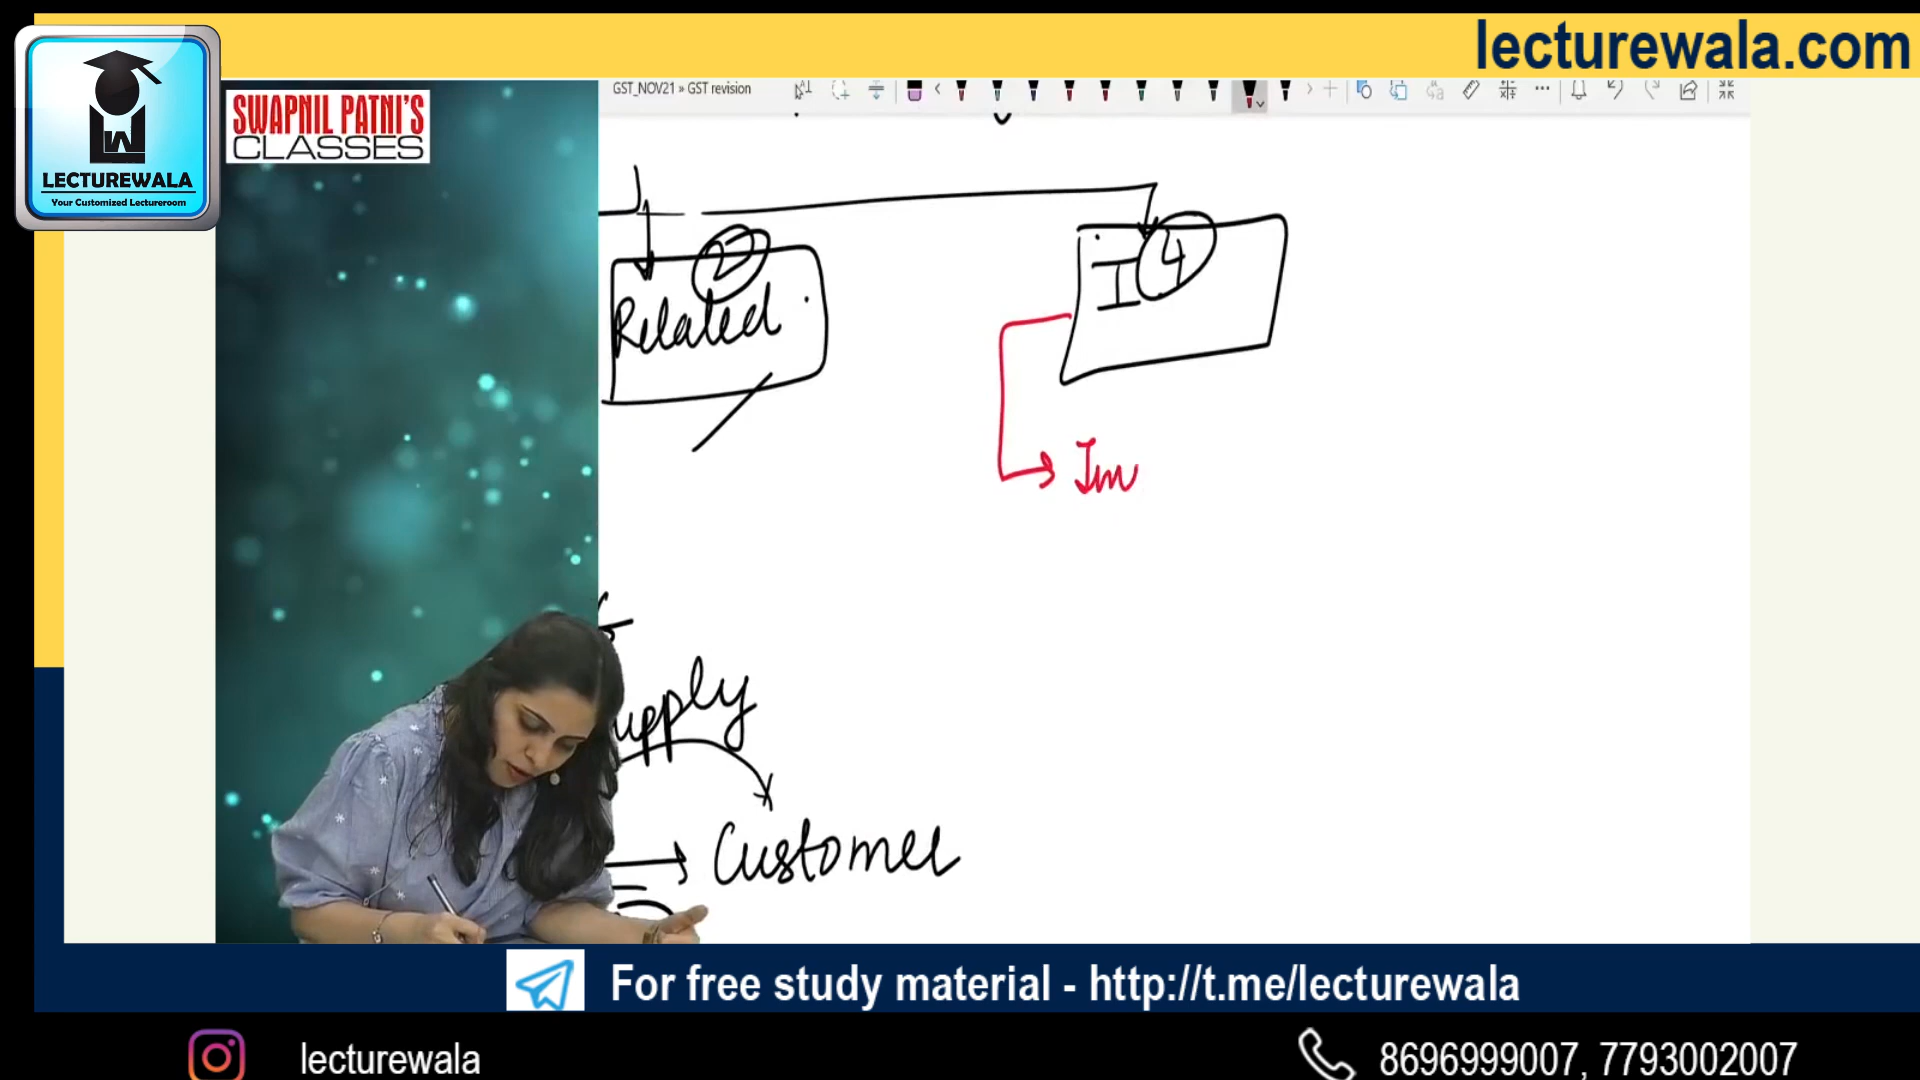 lecturewala.com
GST_NOV21 » GST revision
SWAPNIL PATNI'S
CLASSES
LW
LECTUREWALA
Your Customized Lectureroom
2
Related
I 4
Im
upply
Customer
For free study material - http://t.me/lecturewala
lecturewala
8696999007, 7793002007